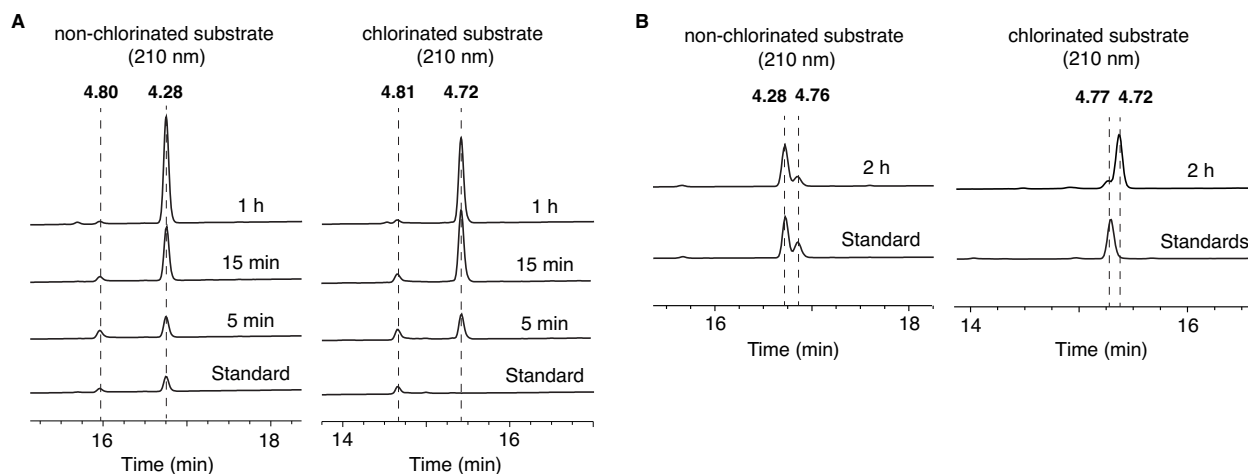 A
non-chlorinated substrate
(210 nm)
4.80 4.28
1 h
15 min
5 min
Standard
16 18
Time (min)
chlorinated substrate
(210 nm)
4.81 4.72
1 h
15 min
5 min
Standard
14 16
Time (min)
B
non-chlorinated substrate
(210 nm)
4.28 4.76
2 h
Standard
16 18
Time (min)
chlorinated substrate
(210 nm)
4.77 4.72
2 h
Standards
14 16
Time (min)